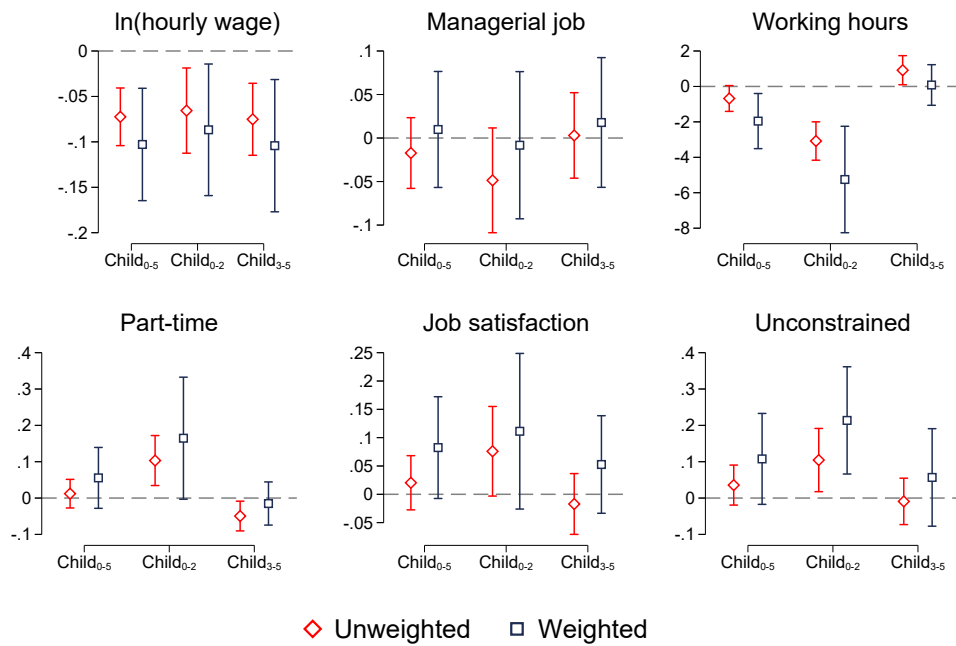 ln(hourly wage)
0
-.05
-.1
-.15
-.2
Child₀₋₅ Child₀₋₂ Child₃₋₅
Managerial job
.1
.05
0
-.05
-.1
Child₀₋₅ Child₀₋₂ Child₃₋₅
Working hours
2
0
-2
-4
-6
-8
Child₀₋₅ Child₀₋₂ Child₃₋₅
Part-time
.4
.3
.2
.1
0
-.1
Child₀₋₅ Child₀₋₂ Child₃₋₅
Job satisfaction
.25
.2
.15
.1
.05
0
-.05
Child₀₋₅ Child₀₋₂ Child₃₋₅
Unconstrained
.4
.3
.2
.1
0
-.1
Child₀₋₅ Child₀₋₂ Child₃₋₅
Unweighted Weighted